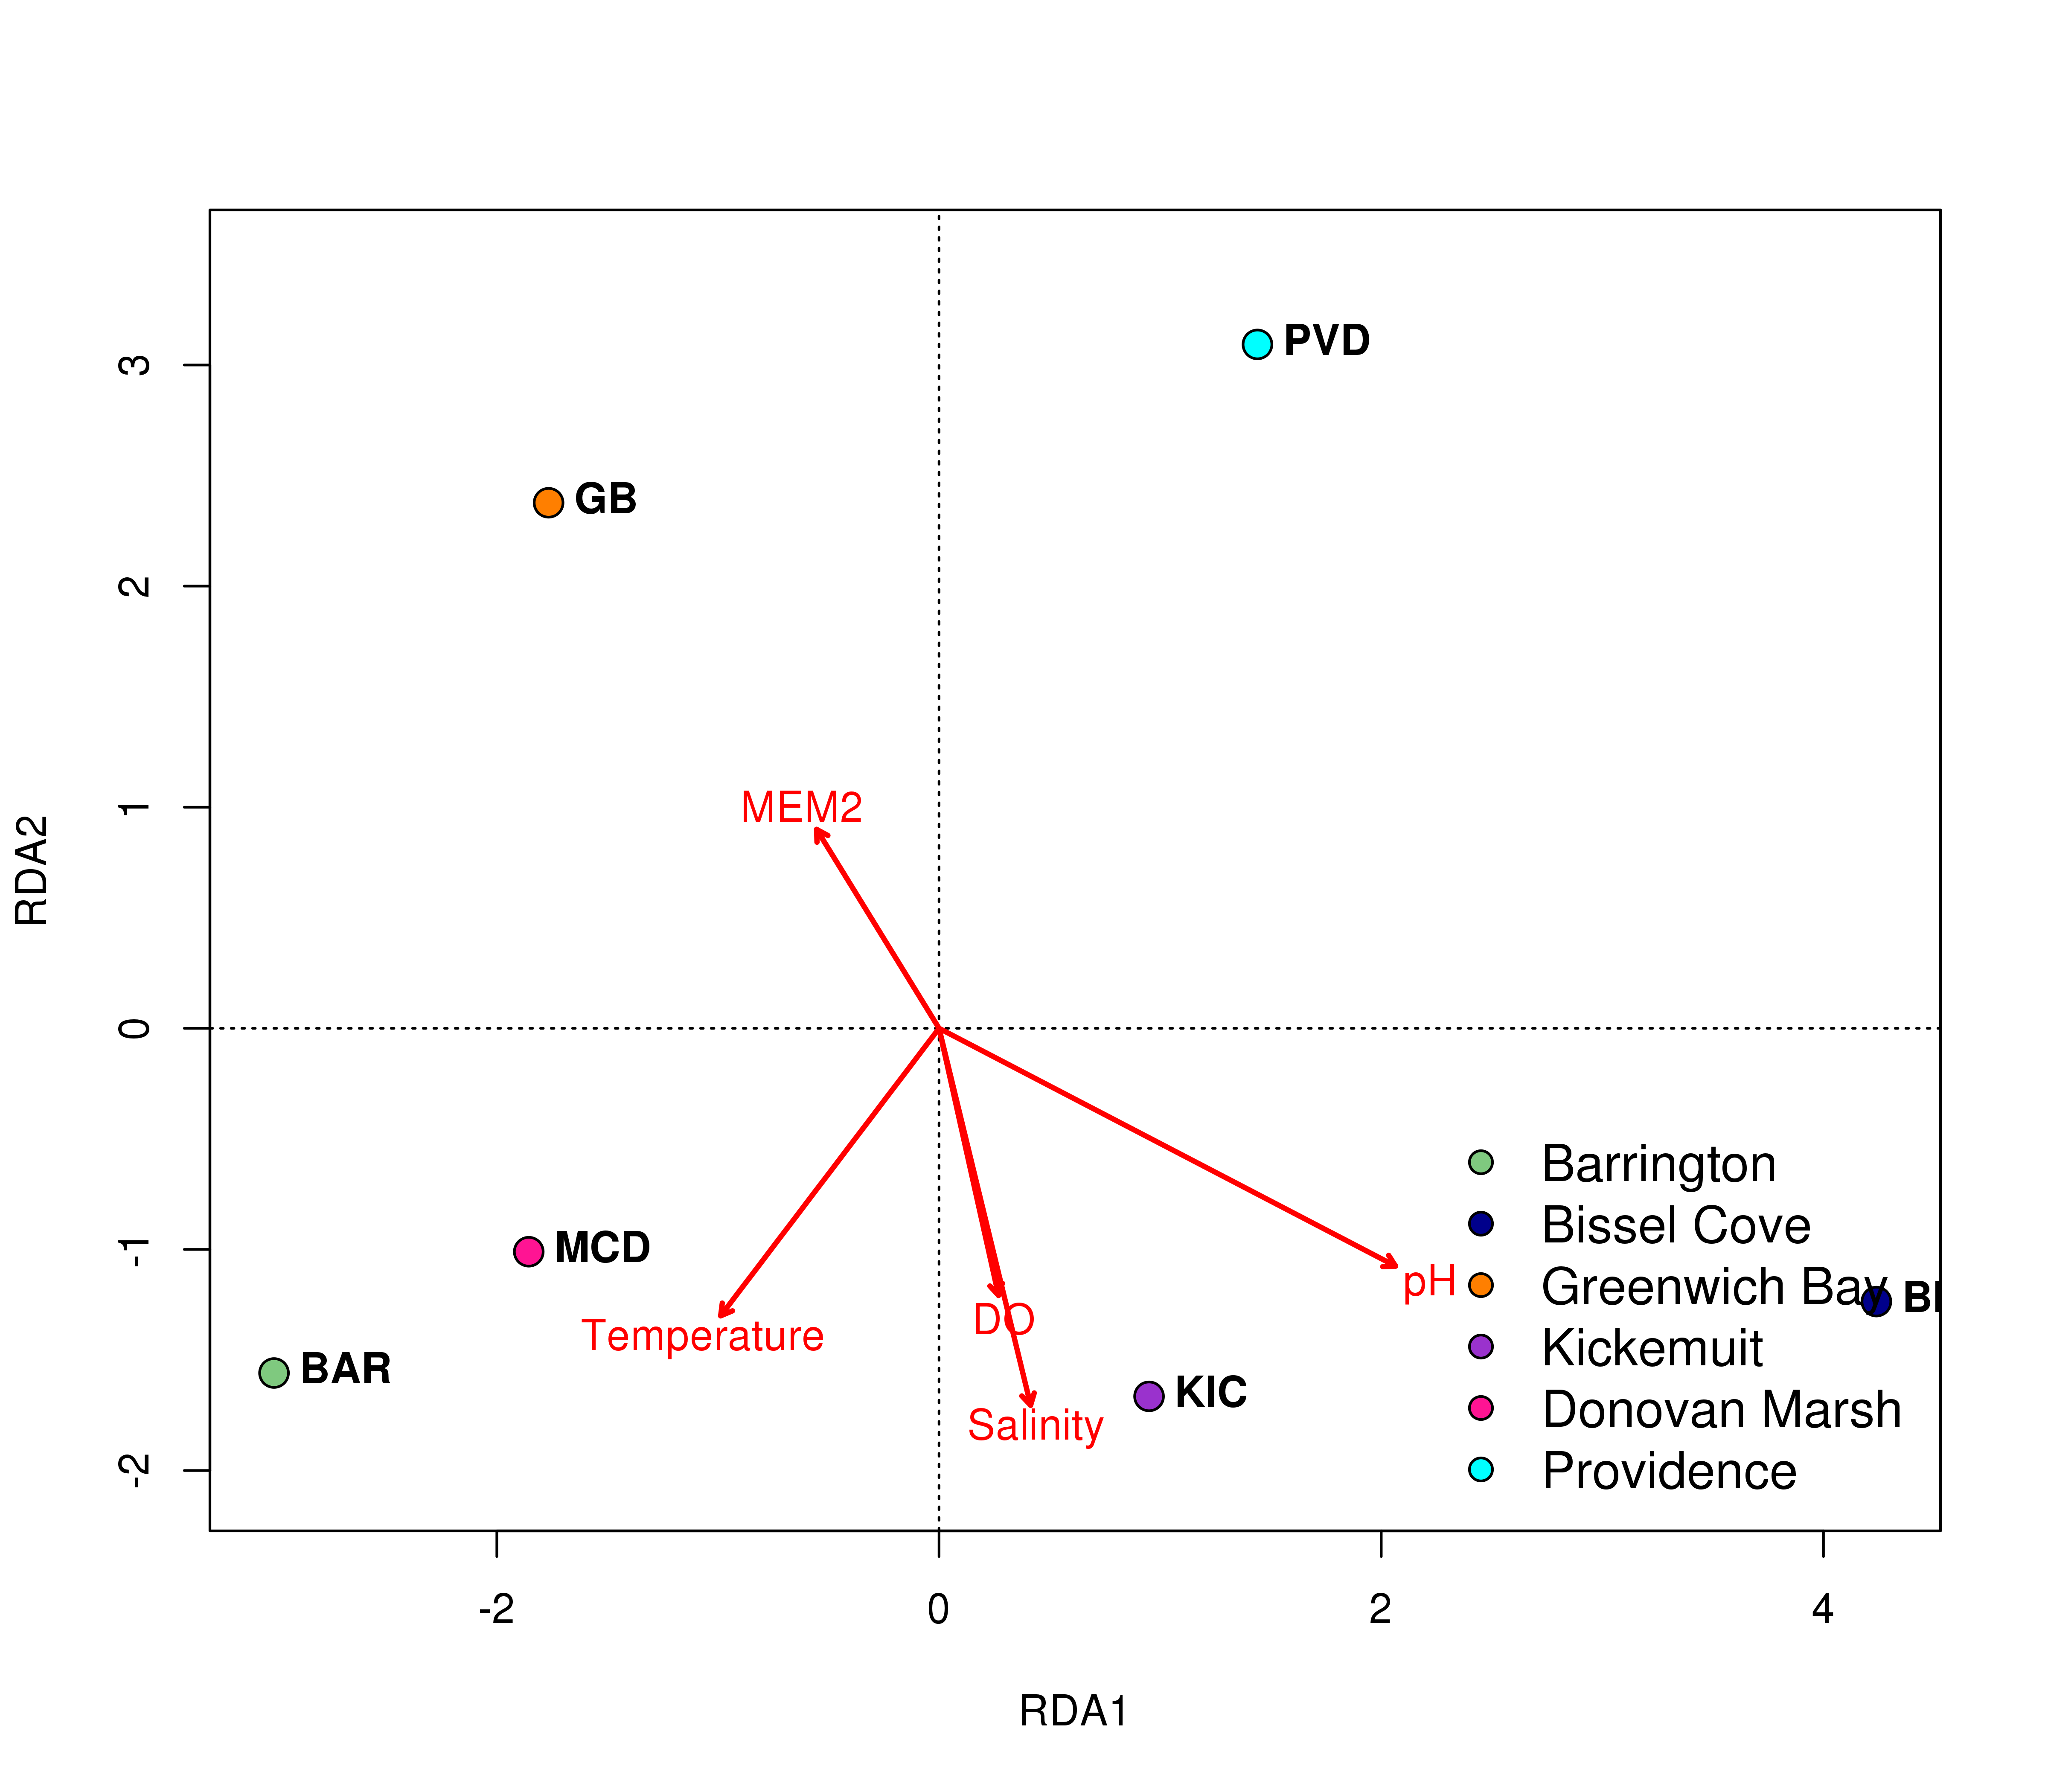 PVD
3
GB
2
MEM2
1
RDA2
0
Barrington
Bissel Cove
MCD
-1
pH
Greenwich Bay
BI
DO
Temperature
Kickemuit
BAR
KIC
Donovan Marsh
Salinity
-2
Providence
-2
0
2
4
RDA1